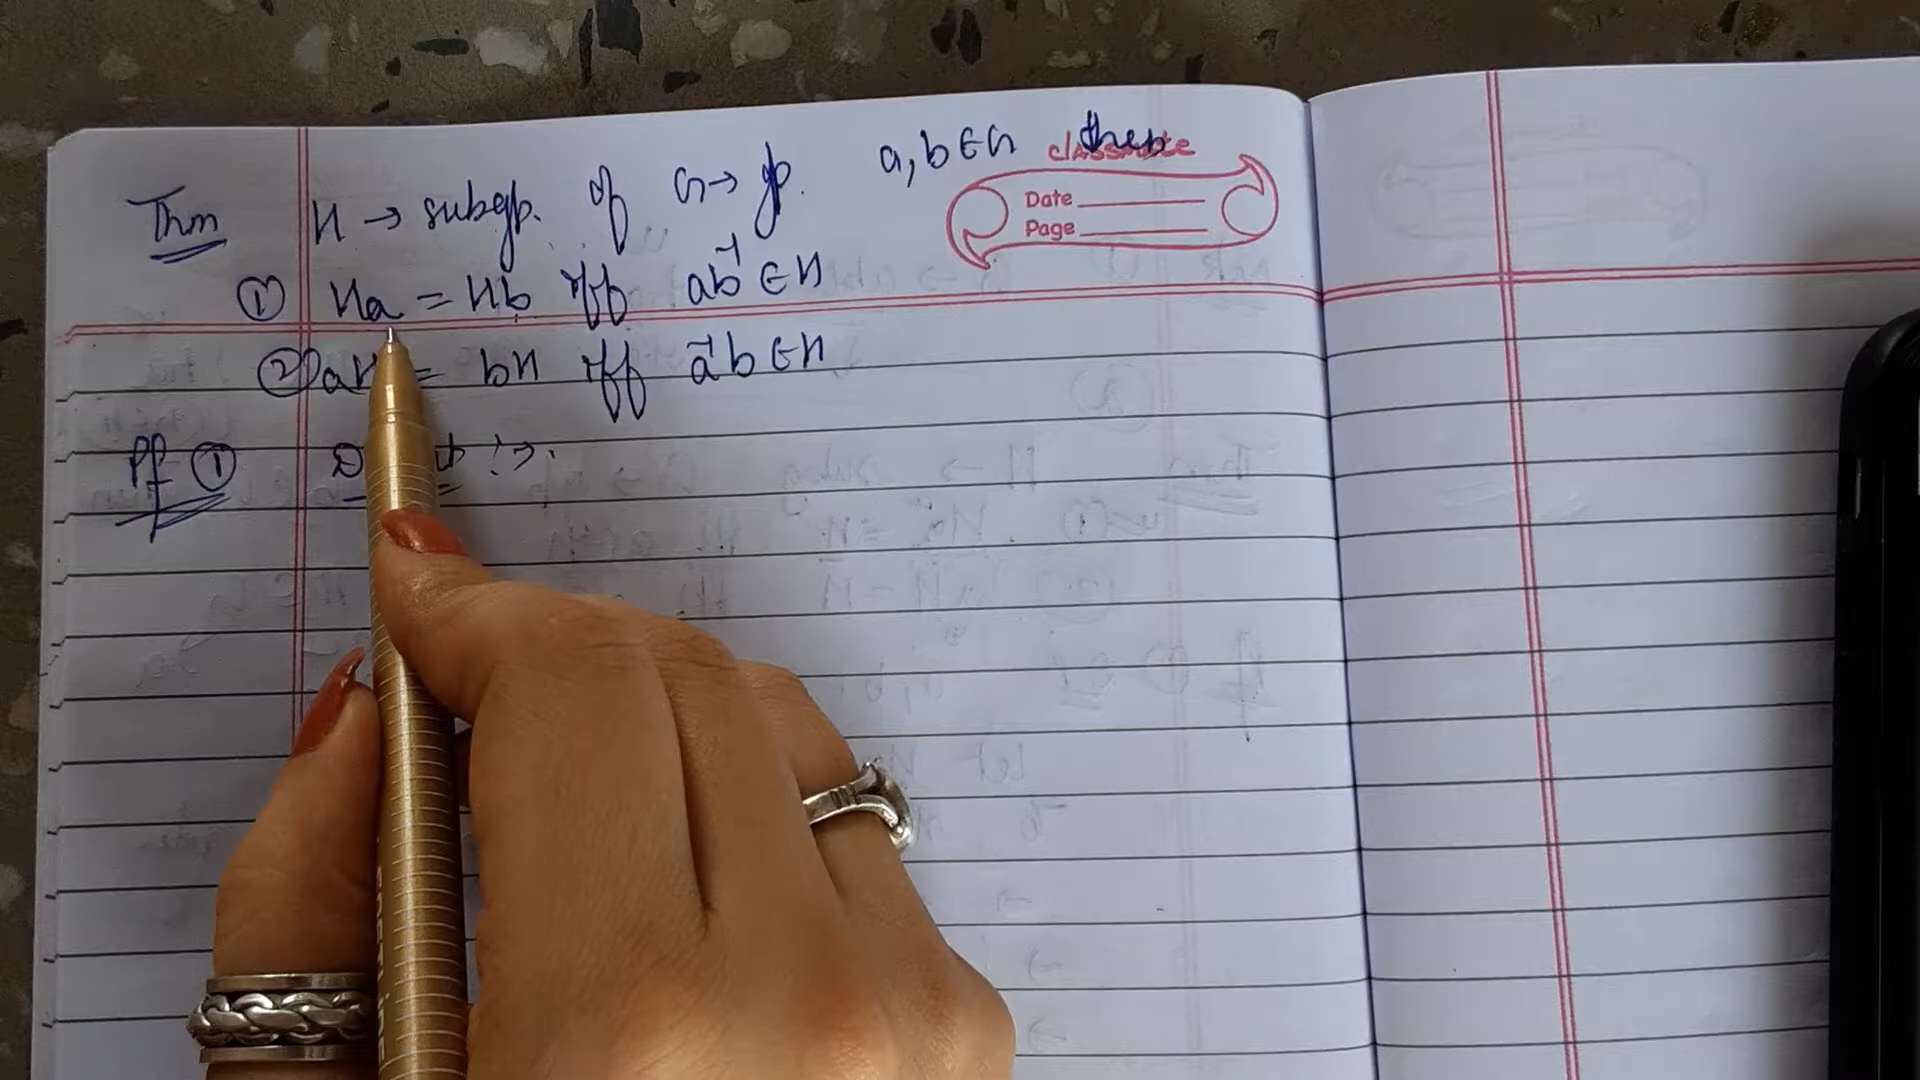 Thm H → subgp. of G → gp. a, b ∈ G then
classmate
Date
Page
① Ha = Hb iff ab⁻¹ ∈ H
② aH = bH iff a⁻¹b ∈ H
Pf ① :⇒.